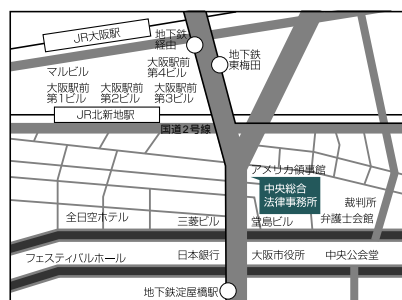 JR大阪駅
地下鉄
経由
地下鉄
東梅田
マルビル
大阪駅前
第4ビル
大阪駅前
第1ビル
大阪駅前
第2ビル
大阪駅前
第3ビル
JR北新地駅
国道2号線
アメリカ領事館
中央総合
法律事務所
裁判所
弁護士会館
全日空ホテル
三菱ビル
堂島ビル
フェスティバルホール
日本銀行
大阪市役所
中央公会堂
地下鉄淀屋橋駅